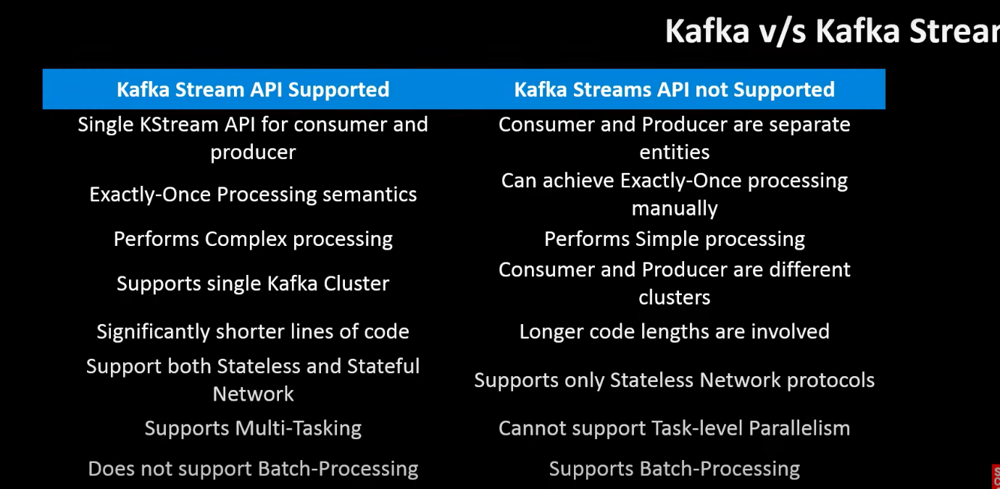 Kafka v/s Kafka Strear
Kafka Stream API Supported
Kafka Streams API not Supported
Single KStream API for consumer and
producer
Consumer and Producer are separate
entities
Exactly-Once Processing semantics
Can achieve Exactly-Once processing
manually
Performs Complex processing
Performs Simple processing
Supports single Kafka Cluster
Consumer and Producer are different
clusters
Significantly shorter lines of code
Longer code lengths are involved
Support both Stateless and Stateful
Network
Supports only Stateless Network protocols
Supports Multi-Tasking
Cannot support Task-level Parallelism
Does not support Batch-Processing
Supports Batch-Processing